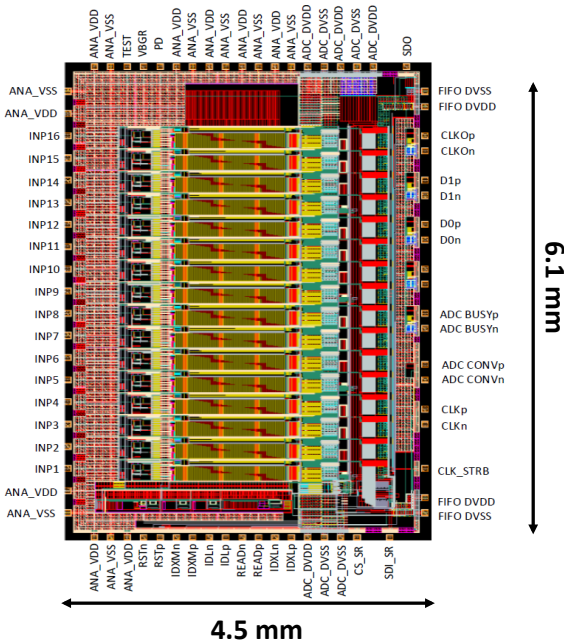 ANA_VDD
ANA_VSS
TEST
VBGR
PD
ANA_VDD
ANA_VSS
IDXMn
IDXMp
ANA_VSS
ANA_VDD
ANA_VDD
ANA_VSS
ADC_DVDD
ADC_DVSS
ADC_DVDD
ADC_DVSS
ADC_DVDD
SDO
ANA_VSS
ANA_VDD
INP16
INP15
INP14
INP13
INP12
INP11
INP10
INP9
INP8
INP7
INP6
INP5
INP4
INP3
INP2
INP1
ANA_VDD
ANA_VSS
FIFO DVSS
FIFO DVDD
CLKOp
CLKOn
D1p
D1n
D0p
D0n
ADC BUSYp
ADC BUSYn
ADC CONVp
ADC CONVn
CLKp
CLKn
CLK_STRB
FIFO DVDD
FIFO DVSS
6.1 mm
ANA_VDD
ANA_VSS
ANA_VDD
RSTn
RSTp
IDXMn
IDXMp
IDLn
IDLp
READn
READp
IDXLn
IDXLp
ADC_DVDD
ADC_DVSS
ADC_DVSS
CS_SR
SDI_SR
4.5 mm